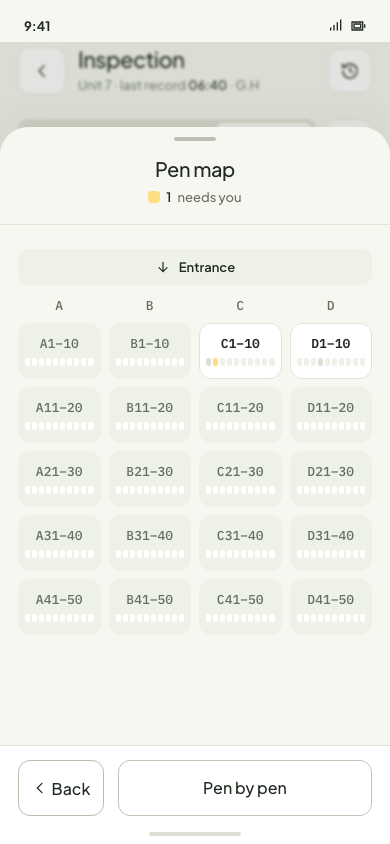 9:41
Inspection
Unit 7 · last record 06:40 · G.H
Pen map
1 needs you
Entrance
A B C D
A1–10 B1–10 C1–10 D1–10
A11–20 B11–20 C11–20 D11–20
A21–30 B21–30 C21–30 D21–30
A31–40 B31–40 C31–40 D31–40
A41–50 B41–50 C41–50 D41–50
Back Pen by pen